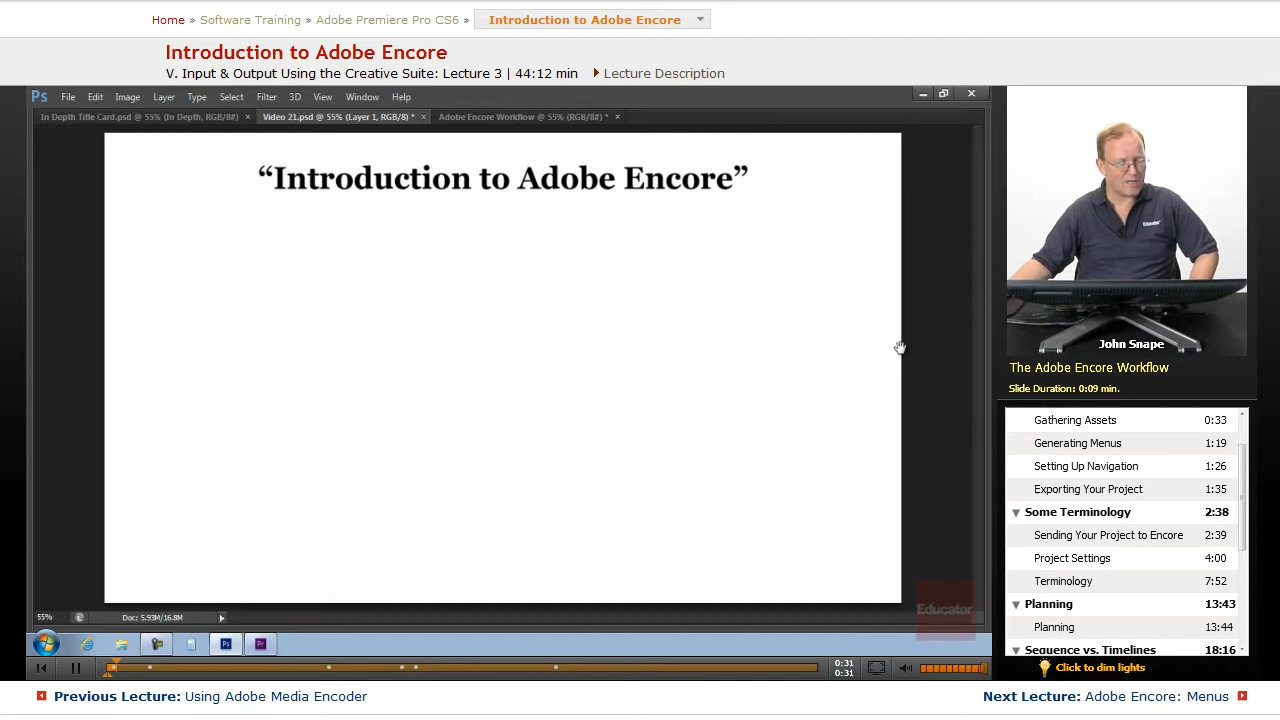 Home » Software Training » Adobe Premiere Pro CS6 » Introduction to Adobe Encore
Introduction to Adobe Encore
V. Input & Output Using the Creative Suite: Lecture 3 | 44:12 min Lecture Description
Ps File Edit Image Layer Type Select Filter 3D View Window Help
In Depth Title Card.psd @ 55% (In Depth, RGB/8#) × Video 21.psd @ 55% (Layer 1, RGB/8) * × Adobe Encore Workflow @ 55% (RGB/8#) * ×
“Introduction to Adobe Encore”
Educator
55% Doc: 5.93M/16.8M
Ps Pr
0:31
0:31
Educator
John Snape
The Adobe Encore Workflow
Slide Duration: 0:09 min.
Gathering Assets 0:33
Generating Menus 1:19
Setting Up Navigation 1:26
Exporting Your Project 1:35
Some Terminology 2:38
Sending Your Project to Encore 2:39
Project Settings 4:00
Terminology 7:52
Planning 13:43
Planning 13:44
Sequence vs. Timelines 18:16
Click to dim lights
Previous Lecture: Using Adobe Media Encoder
Next Lecture: Adobe Encore: Menus